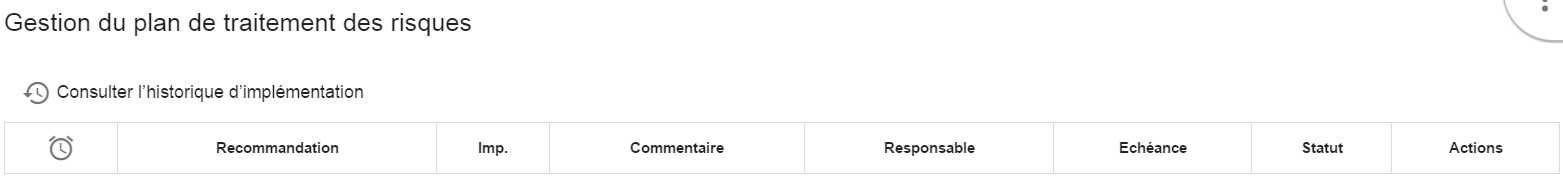 Gestion du plan de traitement des risques
Consulter l’historique d’implémentation
Recommandation Imp. Commentaire Responsable Echéance Statut Actions